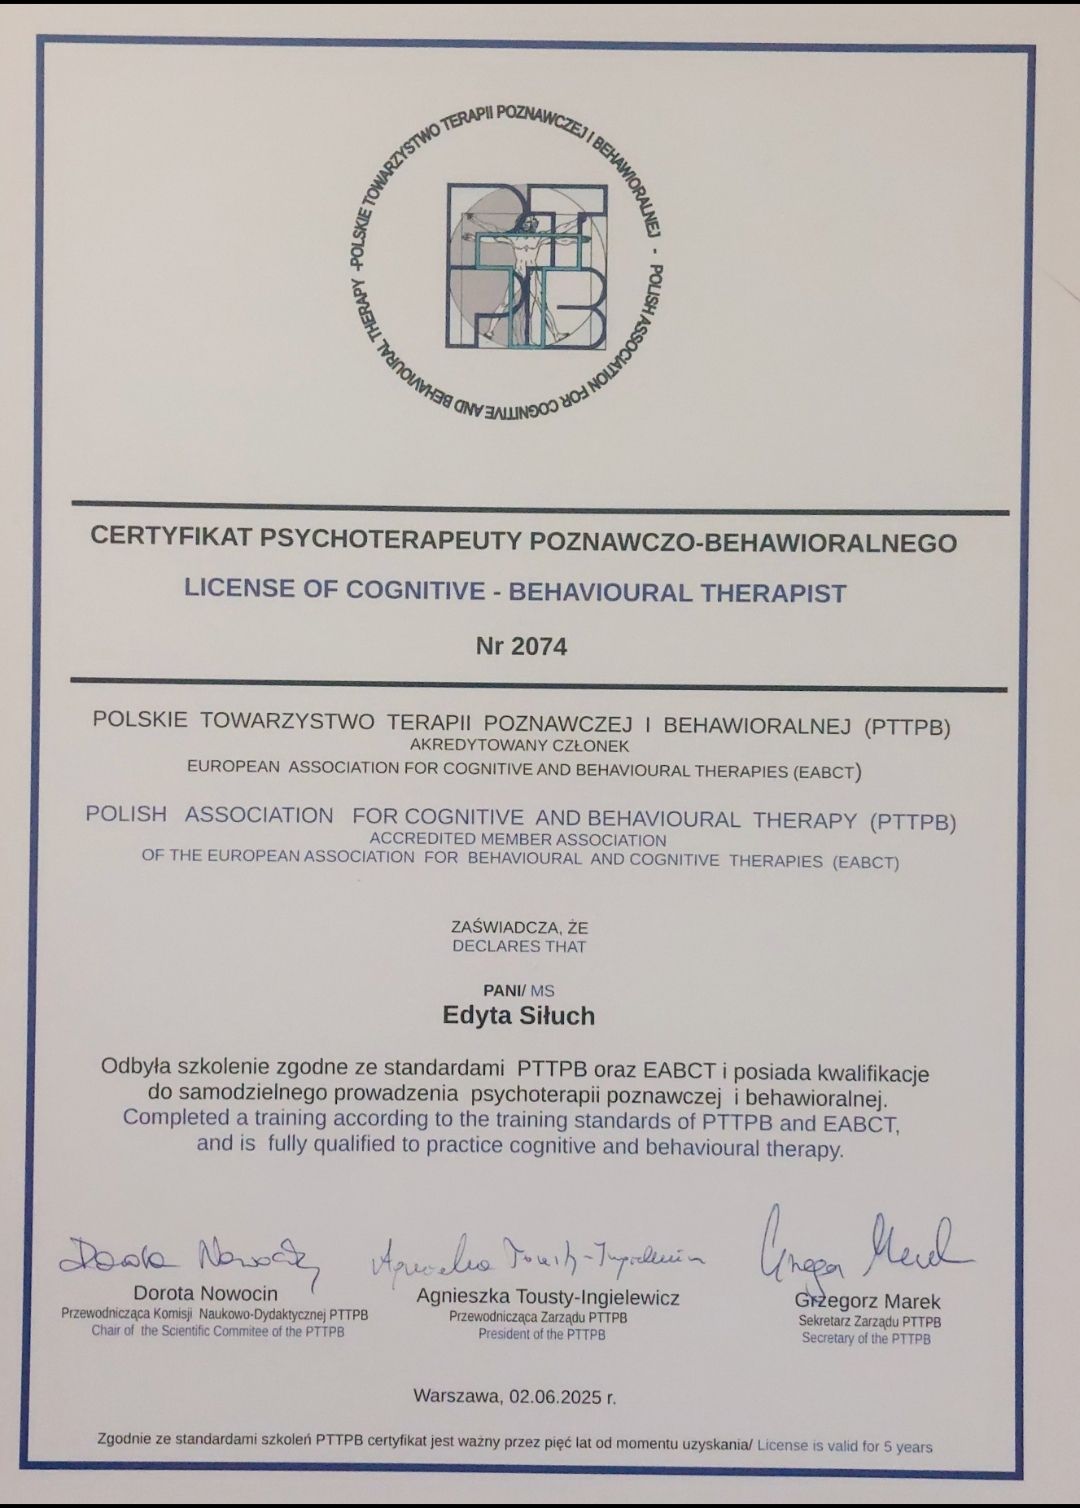 POLSKIE TOWARZYSTWO TERAPII POZNAWCZEJ I BEHAWIORALNEJ - POLISH ASSOCIATION FOR COGNITIVE AND BEHAVIOURAL THERAPY -
PTTPB
CERTYFIKAT PSYCHOTERAPEUTY POZNAWCZO-BEHAWIORALNEGO
LICENSE OF COGNITIVE - BEHAVIOURAL THERAPIST
Nr 2074
POLSKIE TOWARZYSTWO TERAPII POZNAWCZEJ I BEHAWIORALNEJ (PTTPB)
AKREDYTOWANY CZŁONEK
EUROPEAN ASSOCIATION FOR COGNITIVE AND BEHAVIOURAL THERAPIES (EABCT)
POLISH ASSOCIATION FOR COGNITIVE AND BEHAVIOURAL THERAPY (PTTPB)
ACCREDITED MEMBER ASSOCIATION
OF THE EUROPEAN ASSOCIATION FOR BEHAVIOURAL AND COGNITIVE THERAPIES (EABCT)
ZAŚWIADCZA, ŻE
DECLARES THAT
PANI/ MS
Edyta Siłuch
Odbyła szkolenie zgodne ze standardami PTTPB oraz EABCT i posiada kwalifikacje
do samodzielnego prowadzenia psychoterapii poznawczej i behawioralnej.
Completed a training according to the training standards of PTTPB and EABCT,
and is fully qualified to practice cognitive and behavioural therapy.
Dorota Nowocin Agnieszka Tousty-Ingielewicz Grzegorz Marek
Dorota Nowocin Agnieszka Tousty-Ingielewicz Grzegorz Marek
Przewodnicząca Komisji Naukowo-Dydaktycznej PTTPB Przewodnicząca Zarządu PTTPB Sekretarz Zarządu PTTPB
Chair of the Scientific Commitee of the PTTPB President of the PTTPB Secretary of the PTTPB
Warszawa, 02.06.2025 r.
Zgodnie ze standardami szkoleń PTTPB certyfikat jest ważny przez pięć lat od momentu uzyskania/ License is valid for 5 years